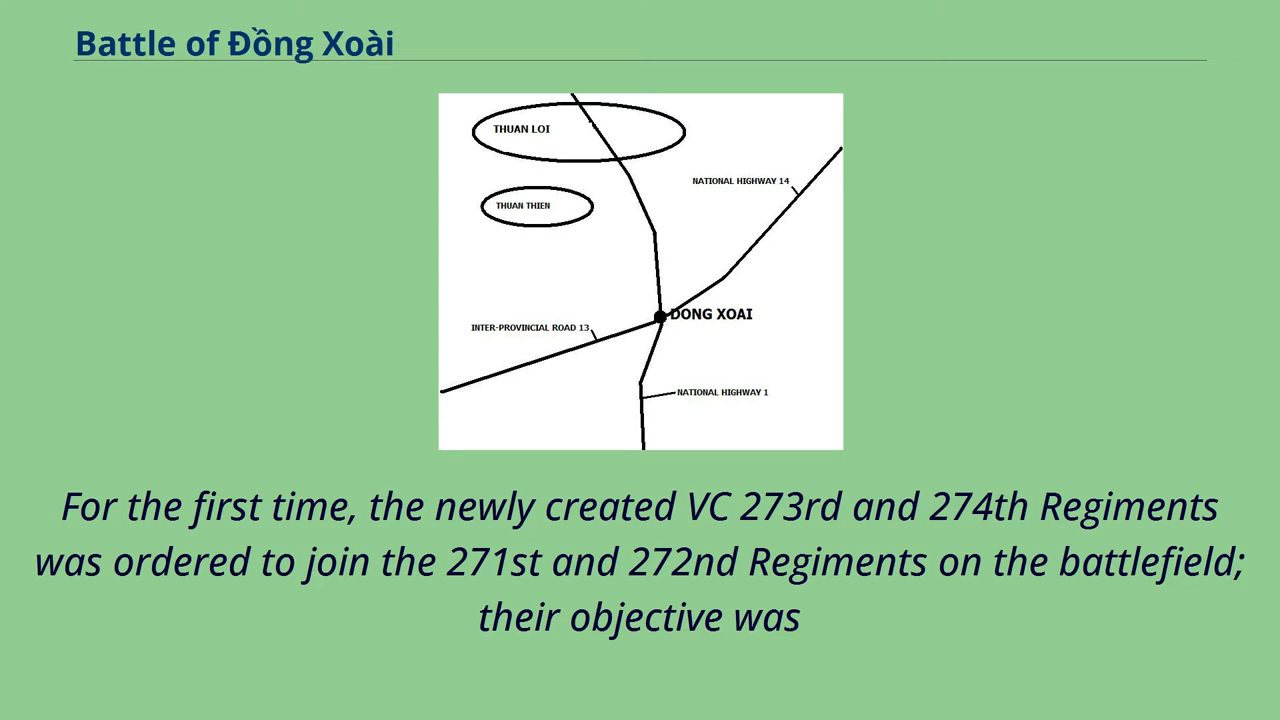 Battle of Đồng Xoài
THUAN LOI
NATIONAL HIGHWAY 14
THUAN THIEN
DONG XOAI
INTER-PROVINCIAL ROAD 13
NATIONAL HIGHWAY 1
For the first time, the newly created VC 273rd and 274th Regiments
was ordered to join the 271st and 272nd Regiments on the battlefield;
their objective was